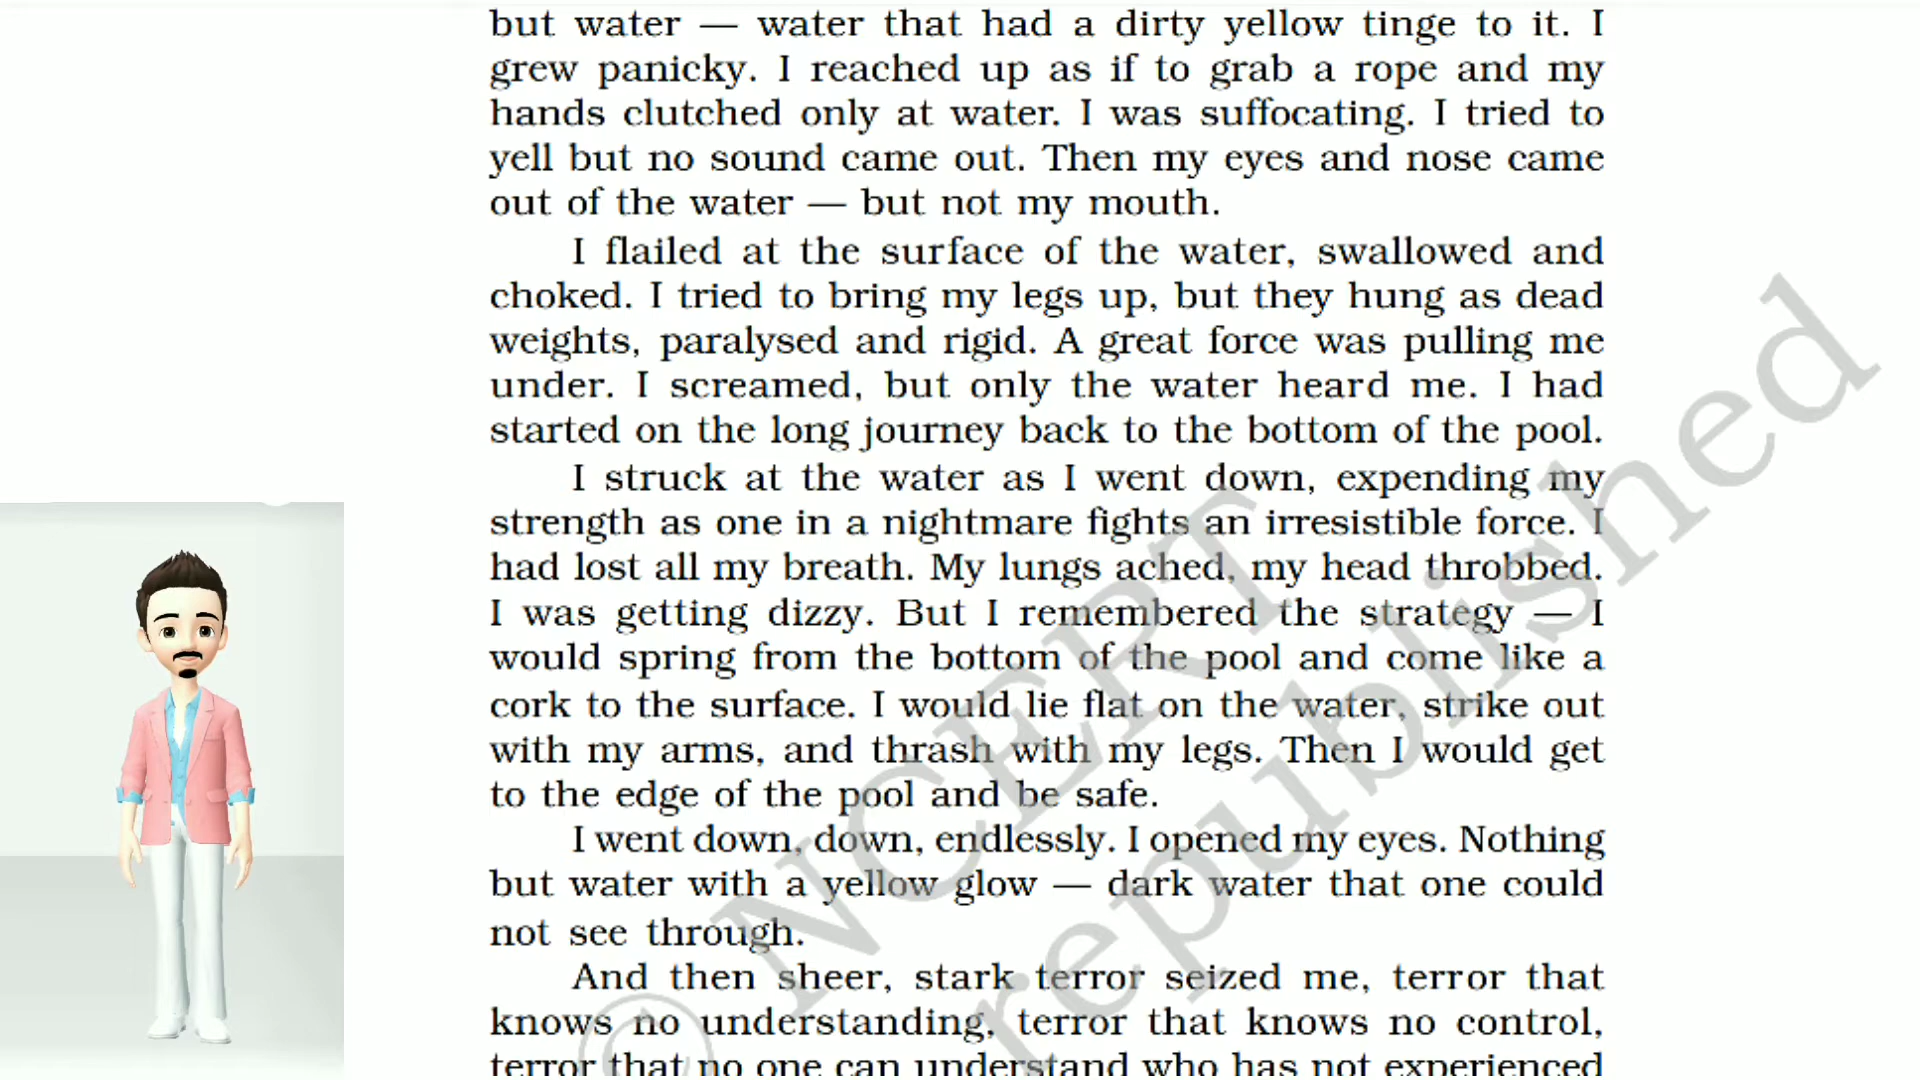 but water — water that had a dirty yellow tinge to it. I
grew panicky. I reached up as if to grab a rope and my
hands clutched only at water. I was suffocating. I tried to
yell but no sound came out. Then my eyes and nose came
out of the water — but not my mouth.
I flailed at the surface of the water, swallowed and
choked. I tried to bring my legs up, but they hung as dead
weights, paralysed and rigid. A great force was pulling me
under. I screamed, but only the water heard me. I had
started on the long journey back to the bottom of the pool.
I struck at the water as I went down, expending my
strength as one in a nightmare fights an irresistible force. I
had lost all my breath. My lungs ached, my head throbbed.
I was getting dizzy. But I remembered the strategy — I
would spring from the bottom of the pool and come like a
cork to the surface. I would lie flat on the water, strike out
with my arms, and thrash with my legs. Then I would get
to the edge of the pool and be safe.
I went down, down, endlessly. I opened my eyes. Nothing
but water with a yellow glow — dark water that one could
not see through.
And then sheer, stark terror seized me, terror that
knows no understanding, terror that knows no control,
terror that no one can understand who has not experienced
© NCERT
republished